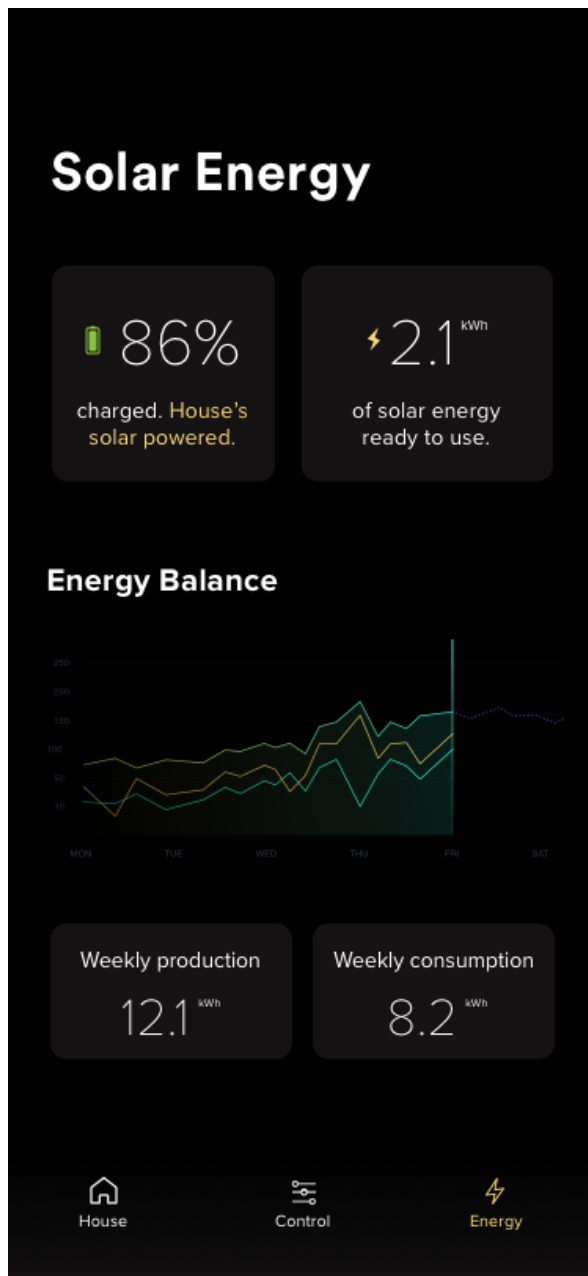 Solar Energy
86%
charged. House's
solar powered.
2.1 kWh
of solar energy
ready to use.
Energy Balance
250
200
150
100
50
10
MON TUE WED THU FRI SAT
Weekly production
12.1 kWh
Weekly consumption
8.2 kWh
House Control Energy